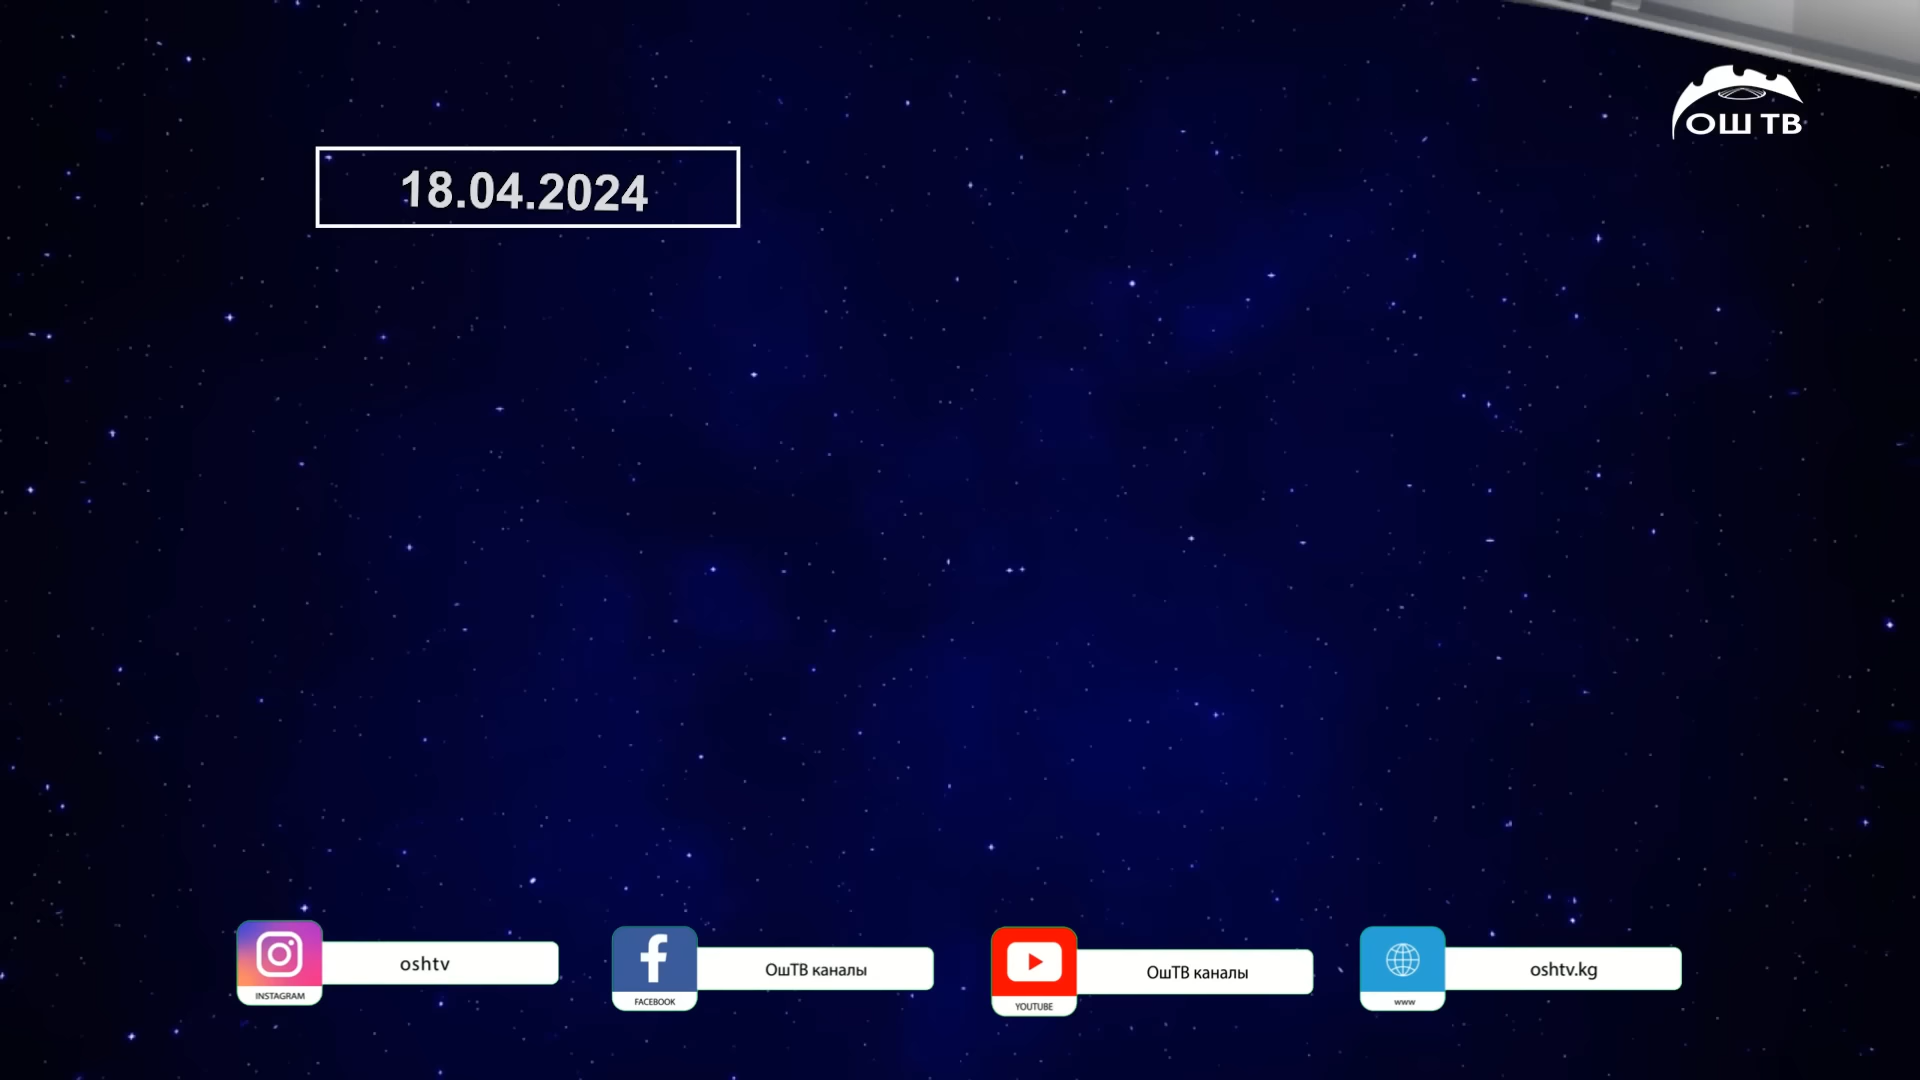 ОШ ТВ
18.04.2024
oshtv
INSTAGRAM
ОшТВ каналы
FACEBOOK
ОшТВ каналы
YOUTUBE
oshtv.kg
www